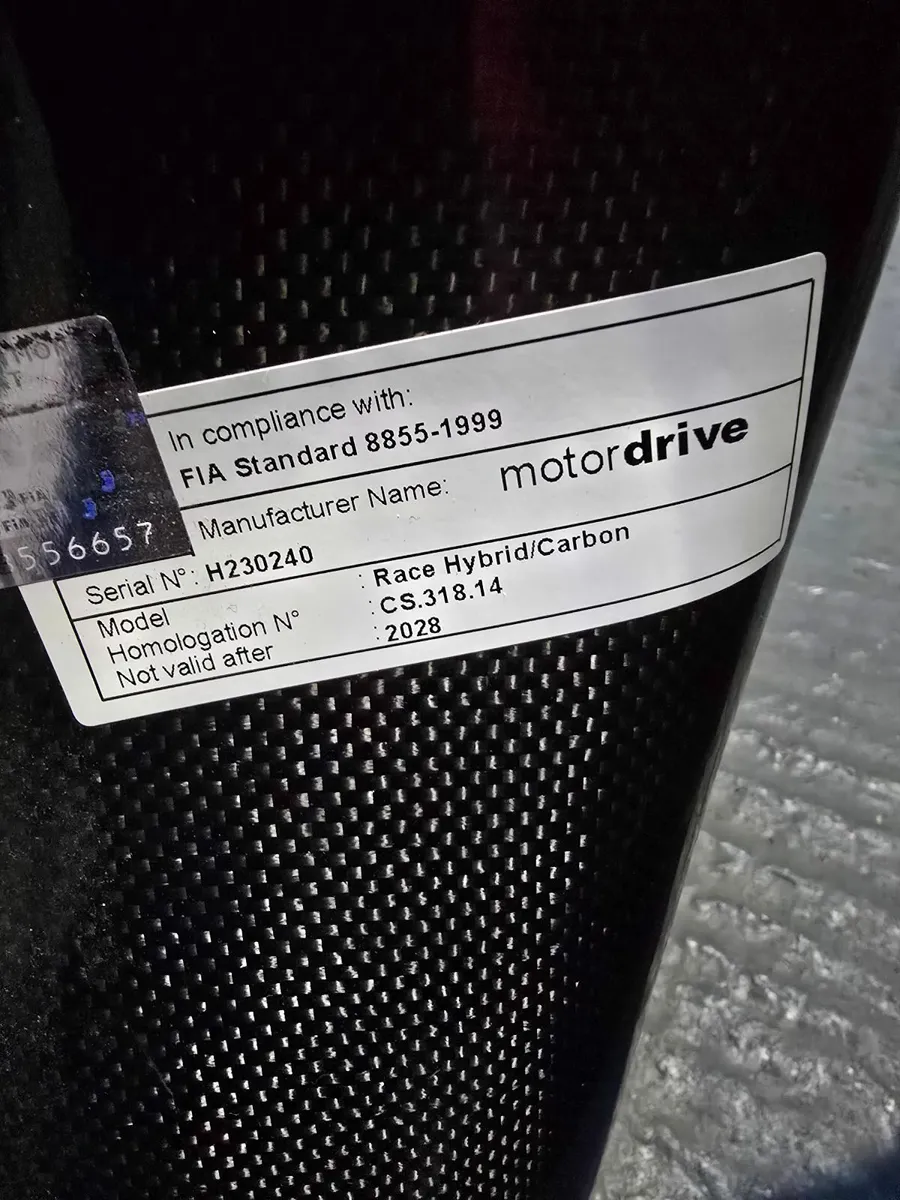 In compliance with:
FIA Standard 8855-1999
Manufacturer Name: motordrive
Serial N°: H230240
Model : Race Hybrid/Carbon
Homologation N° : CS.318.14
Not valid after : 2028
FIA
556657